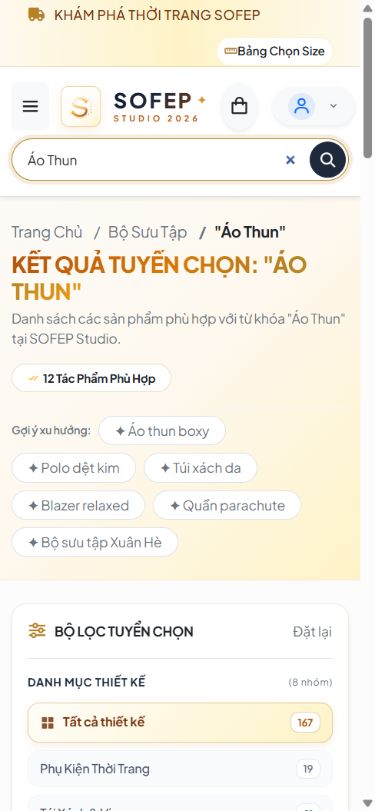 KHÁM PHÁ THỜI TRANG SOFEP
Bảng Chọn Size
SOFEP
STUDIO 2026
Áo Thun
Trang Chủ / Bộ Sưu Tập / "Áo Thun"
KẾT QUẢ TUYỂN CHỌN: "ÁO
THUN"
Danh sách các sản phẩm phù hợp với từ khóa "Áo Thun"
tại SOFEP Studio.
12 Tác Phẩm Phù Hợp
Gợi ý xu hướng: ✦ Áo thun boxy
✦ Polo dệt kim ✦ Túi xách da
✦ Blazer relaxed ✦ Quần parachute
✦ Bộ sưu tập Xuân Hè
BỘ LỌC TUYỂN CHỌN Đặt lại
DANH MỤC THIẾT KẾ (8 nhóm)
Tất cả thiết kế 167
Phụ Kiện Thời Trang 19